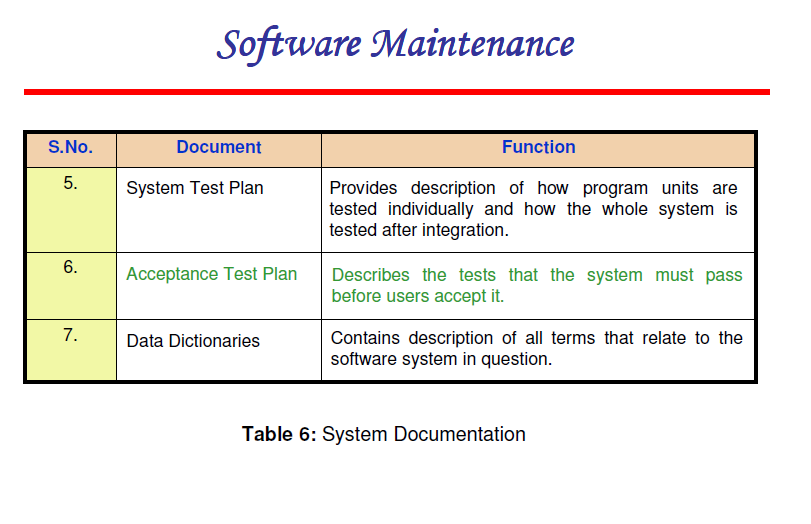 Software Maintenance
S.No. Document Function
5. System Test Plan Provides description of how program units are
tested individually and how the whole system is
tested after integration.
6. Acceptance Test Plan Describes the tests that the system must pass
before users accept it.
7. Data Dictionaries Contains description of all terms that relate to the
software system in question.
Table 6: System Documentation